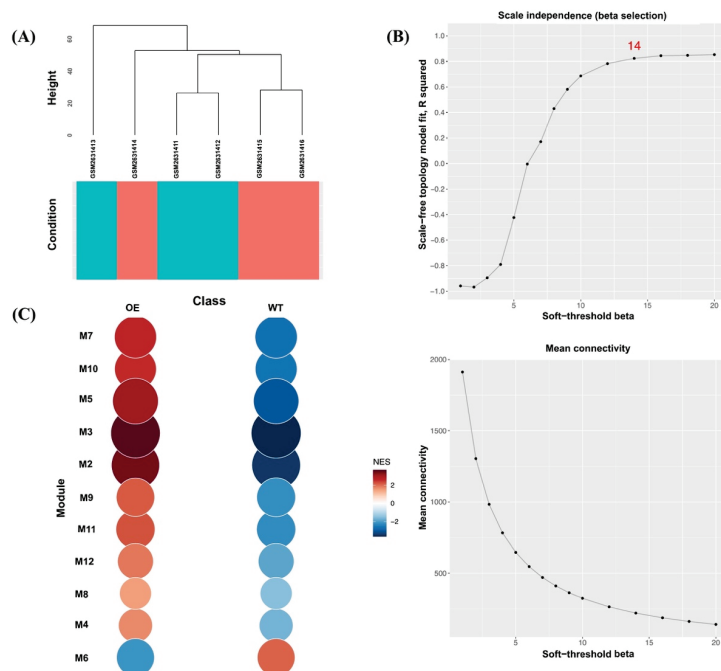 (A)
Height
0
20
40
60
GSM2631413
GSM2631414
GSM2631411
GSM2631412
GSM2631415
GSM2631416
Condition
(B)
Scale independence (beta selection)
Scale−free topology model fit, R squared
1.0
0.8
0.6
0.4
0.2
0.0
−0.2
−0.4
−0.6
−0.8
−1.0
14
5
10
15
20
Soft−threshold beta
Mean connectivity
Mean connectivity
2000
1500
1000
500
5
10
15
20
Soft−threshold beta
(C)
Class
OE
WT
Module
M7
M10
M5
M3
M2
M9
M11
M12
M8
M4
M6
NES
2
0
−2